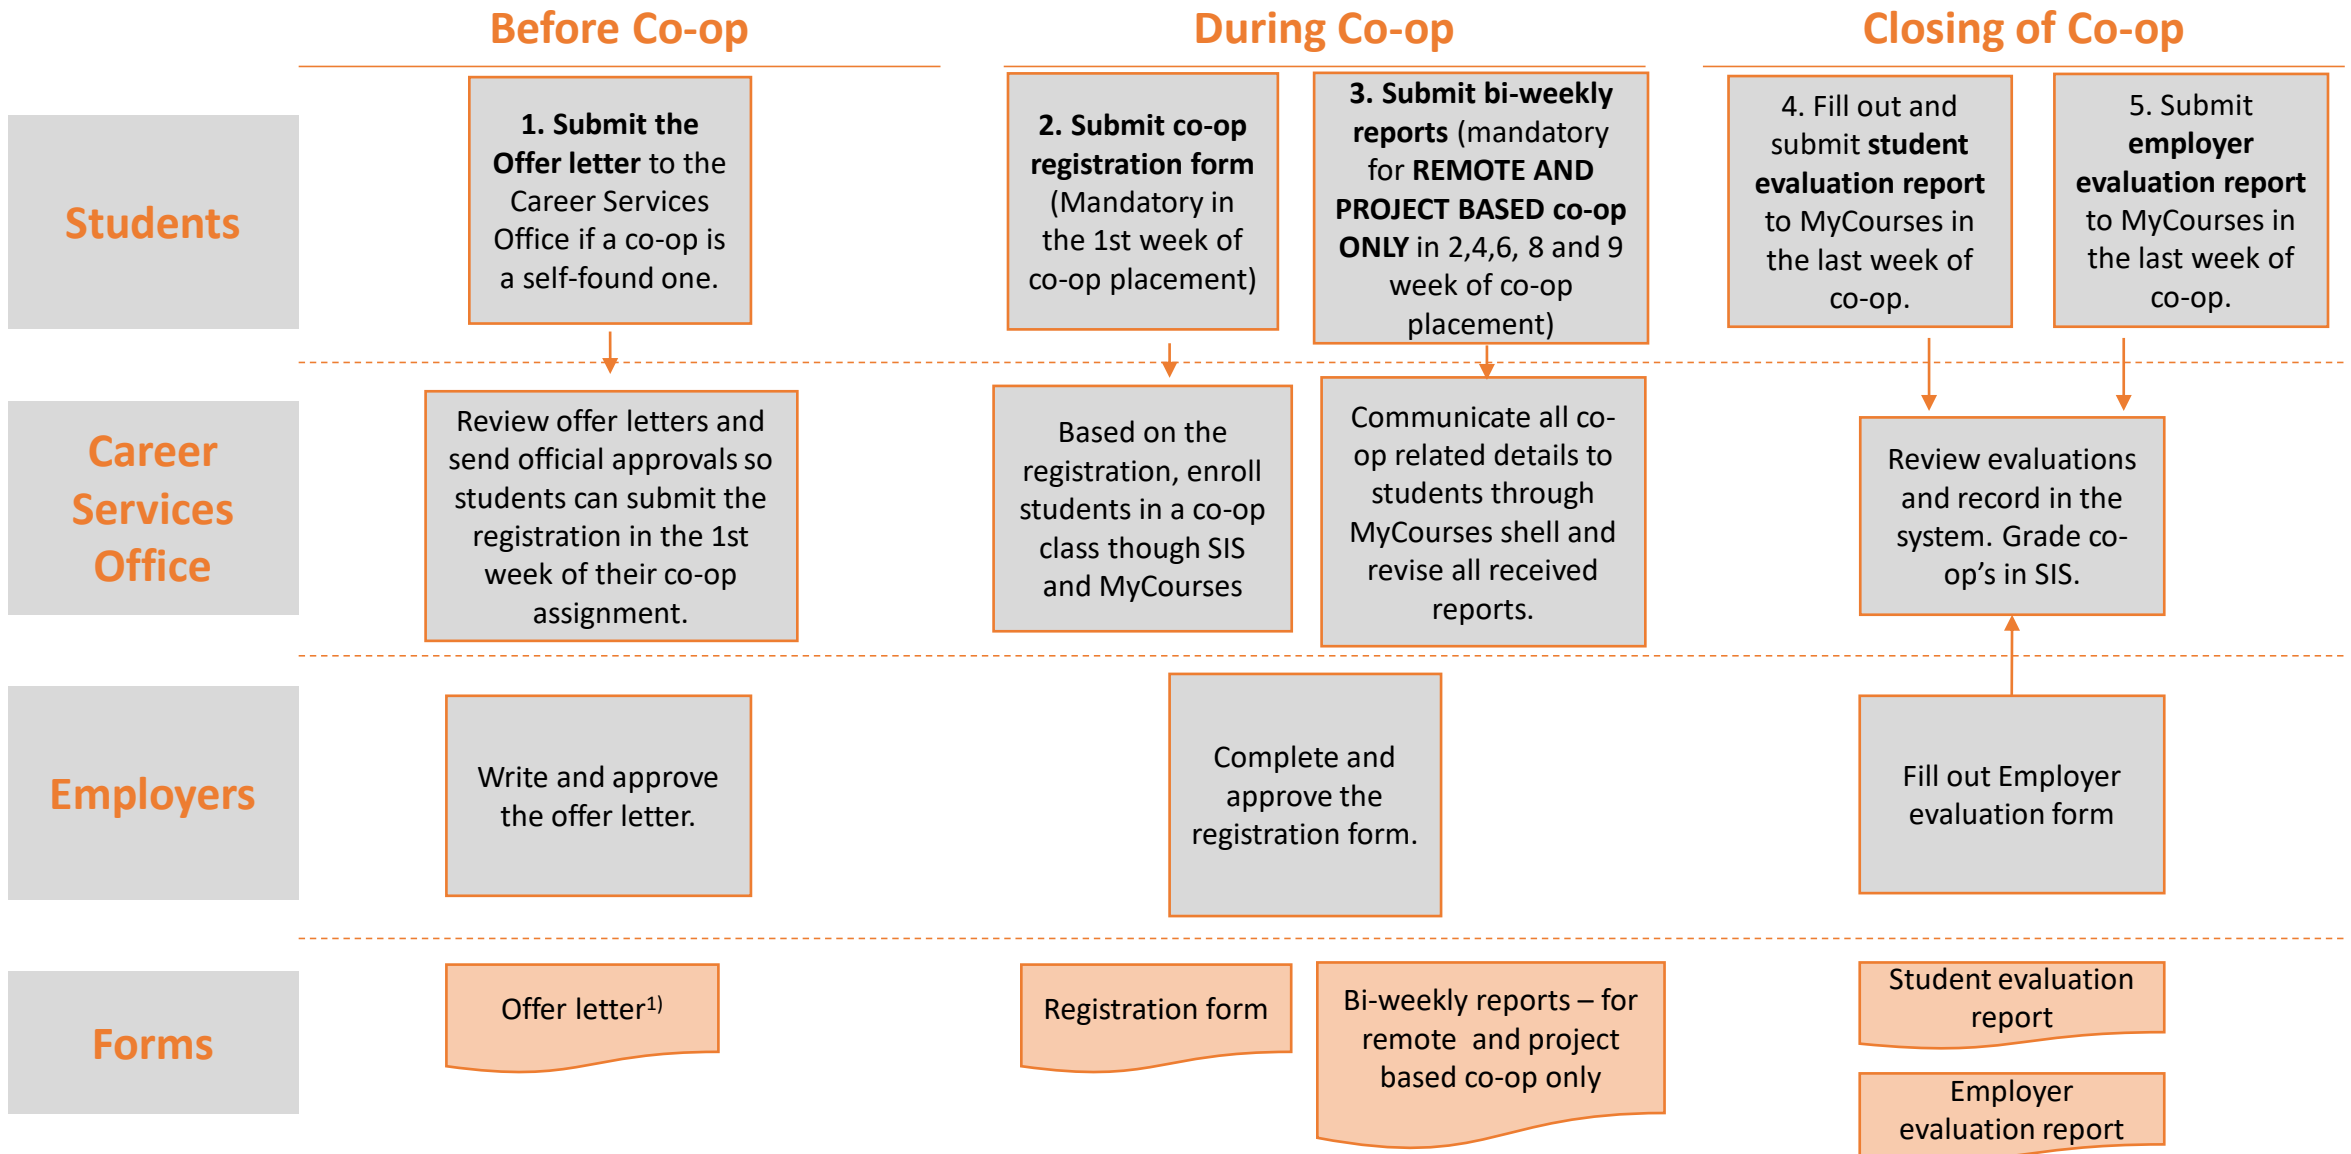 Before Co-op
During Co-op
Closing of Co-op
Students
1. Submit the
Offer letter to the
Career Services
Office if a co-op is
a self-found one.
2. Submit co-op
registration form
(Mandatory in
the 1st week of
co-op placement)
3. Submit bi-weekly
reports (mandatory
for REMOTE AND
PROJECT BASED co-op
ONLY in 2,4,6, 8 and 9
week of co-op
placement)
4. Fill out and
submit student
evaluation report
to MyCourses in
the last week of
co-op.
5. Submit
employer
evaluation report
to MyCourses in
the last week of
co-op.
Career
Services
Office
Review offer letters and
send official approvals so
students can submit the
registration in the 1st
week of their co-op
assignment.
Based on the
registration, enroll
students in a co-op
class though SIS
and MyCourses
Communicate all co-
op related details to
students through
MyCourses shell and
revise all received
reports.
Review evaluations
and record in the
system. Grade co-
op’s in SIS.
Employers
Write and approve
the offer letter.
Complete and
approve the
registration form.
Fill out Employer
evaluation form
Forms
Offer letter1)
Registration form
Bi-weekly reports – for
remote and project
based co-op only
Student evaluation
report
Employer
evaluation report